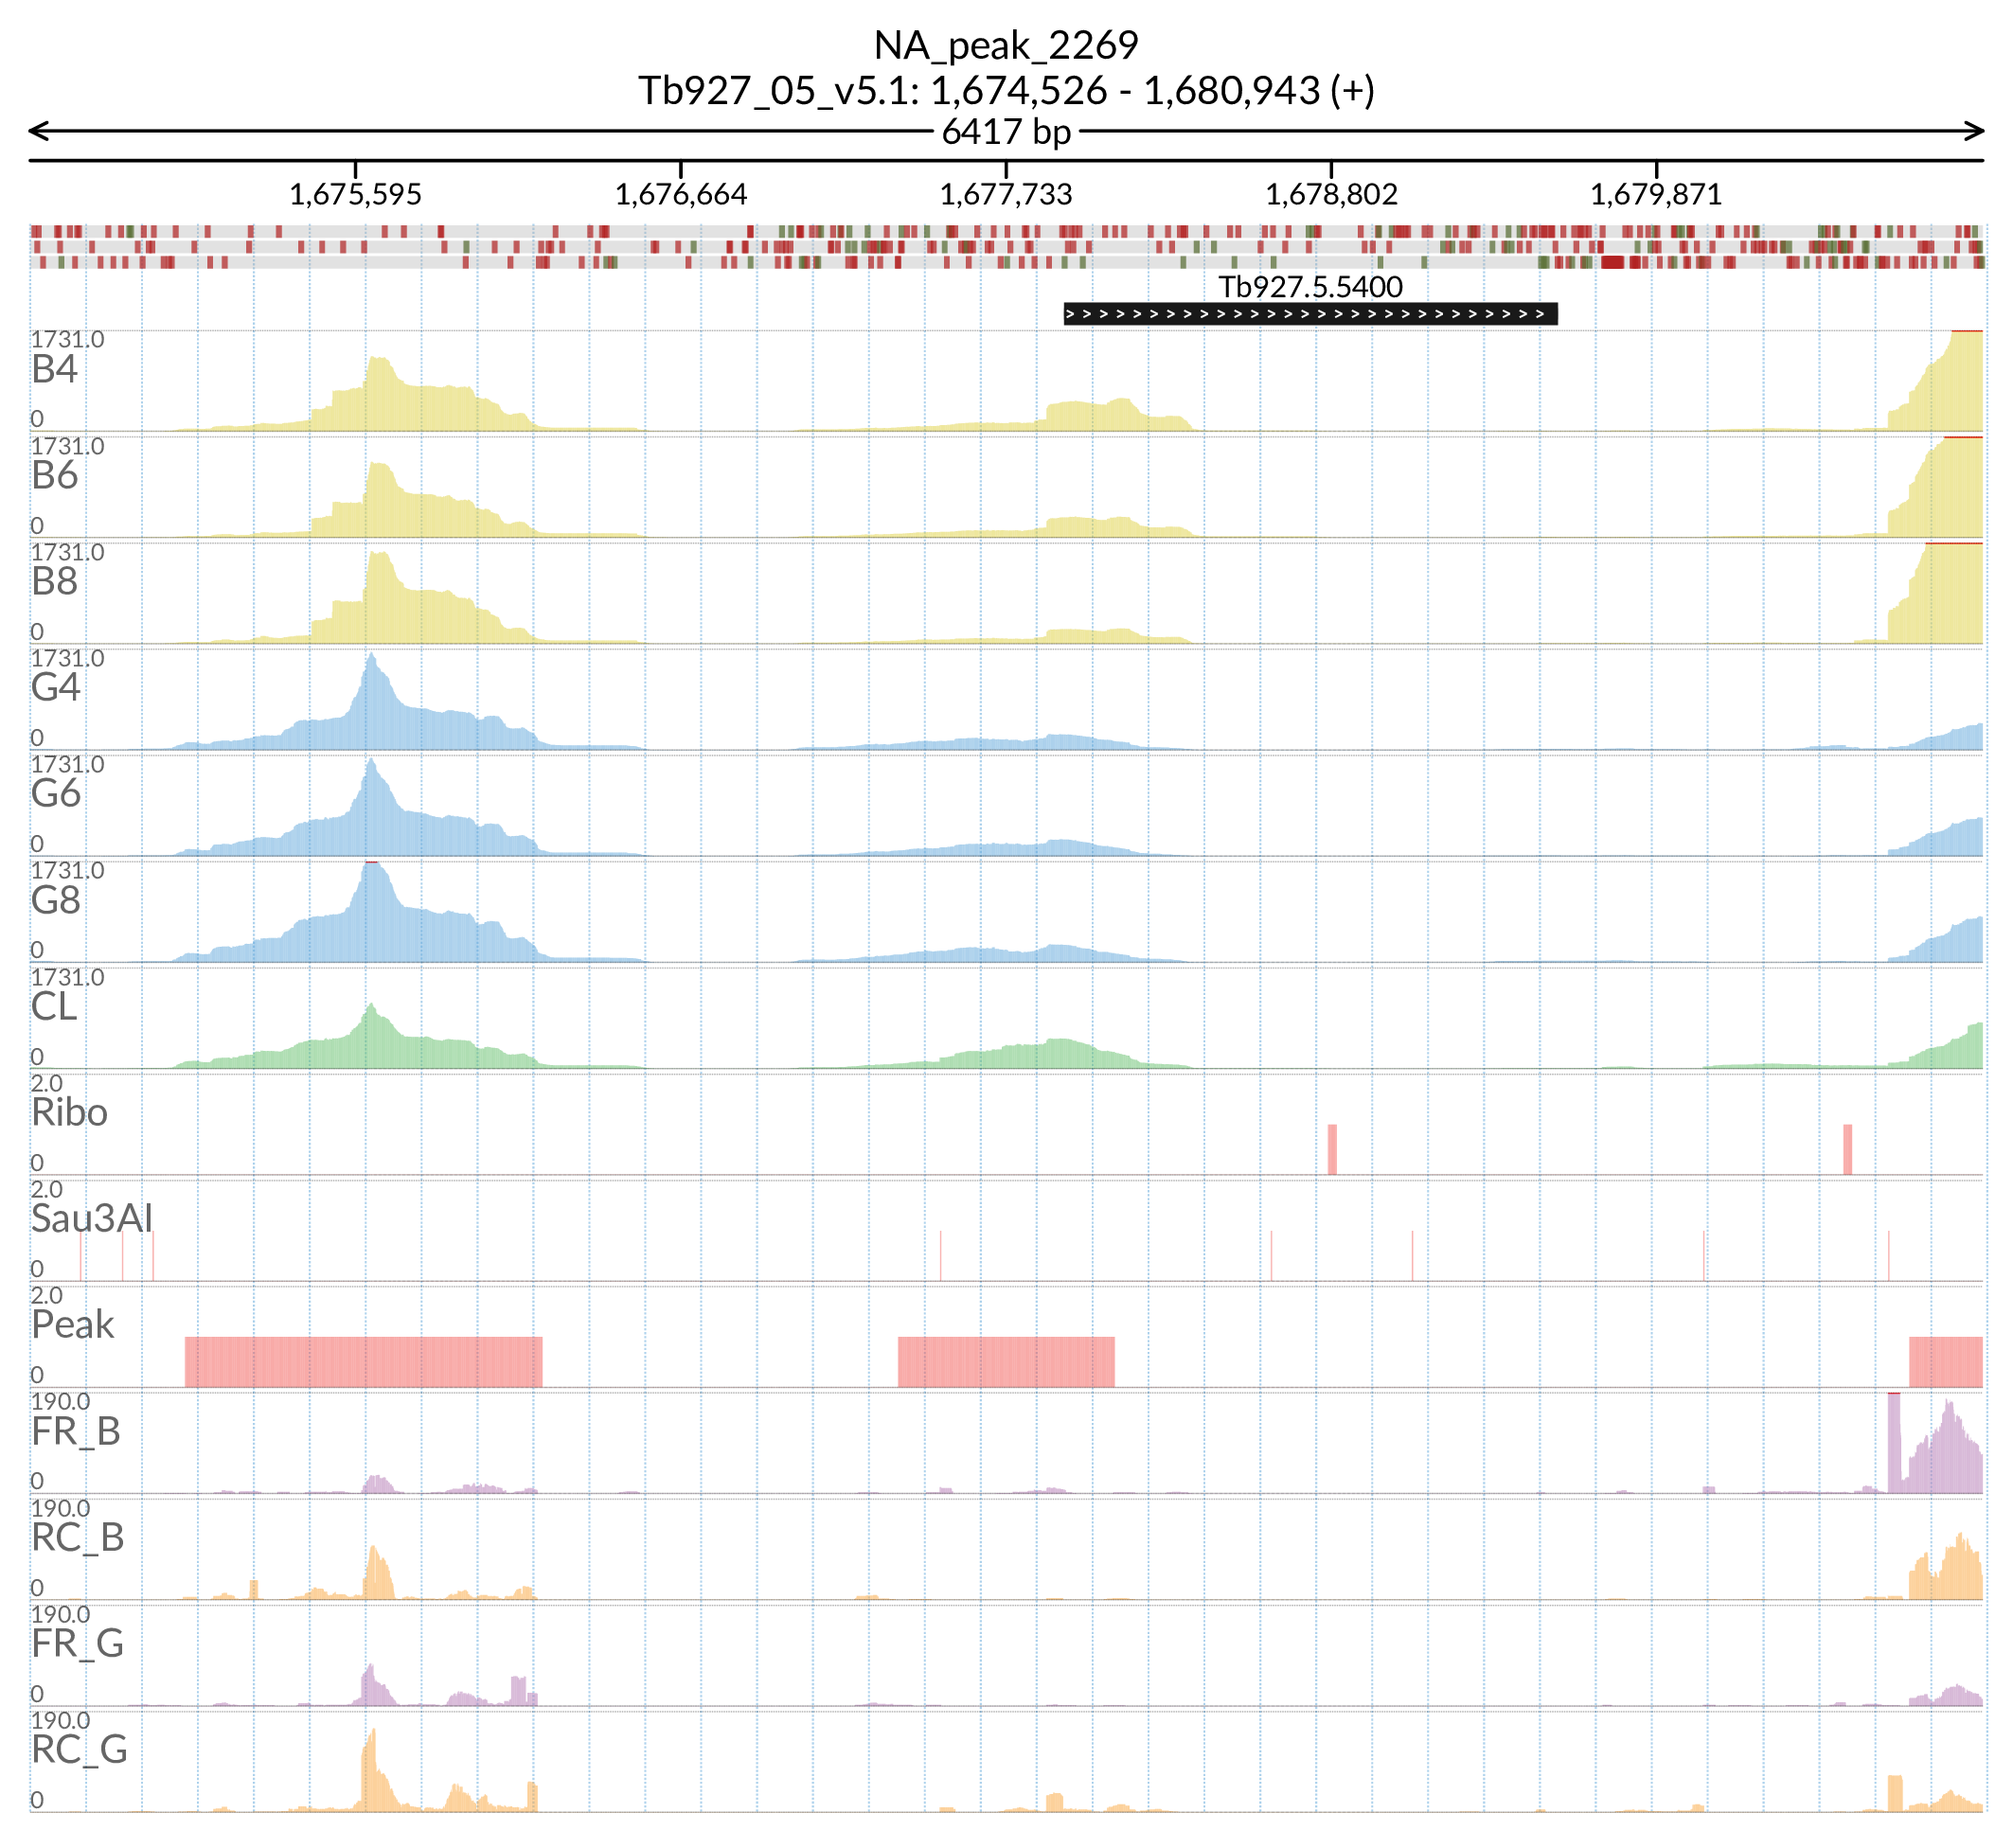 NA_peak_2269
Tb927_05_v5.1: 1,674,526 - 1,680,943 (+)
6417 bp
1,675,595 1,676,664 1,677,733 1,678,802 1,679,871
Tb927.5.5400
1731.0
B4
0
1731.0
B6
0
1731.0
B8
0
1731.0
G4
0
1731.0
G6
0
1731.0
G8
0
1731.0
CL
0
2.0
Ribo
0
2.0
Sau3AI
0
2.0
Peak
0
190.0
FR_B
0
190.0
RC_B
0
190.0
FR_G
0
190.0
RC_G
0